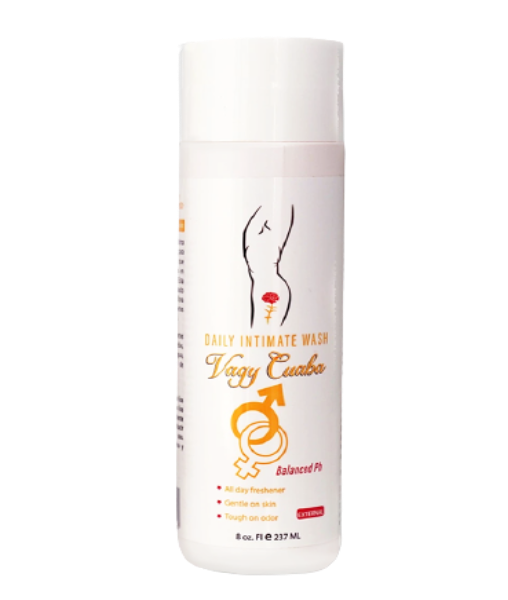 DAILY INTIMATE WASH
Vagy Cuaba
Balanced Ph
All day freshener
Gentle on skin
Tough on odor
EXTERNAL
8 oz. Fl e 237 ML